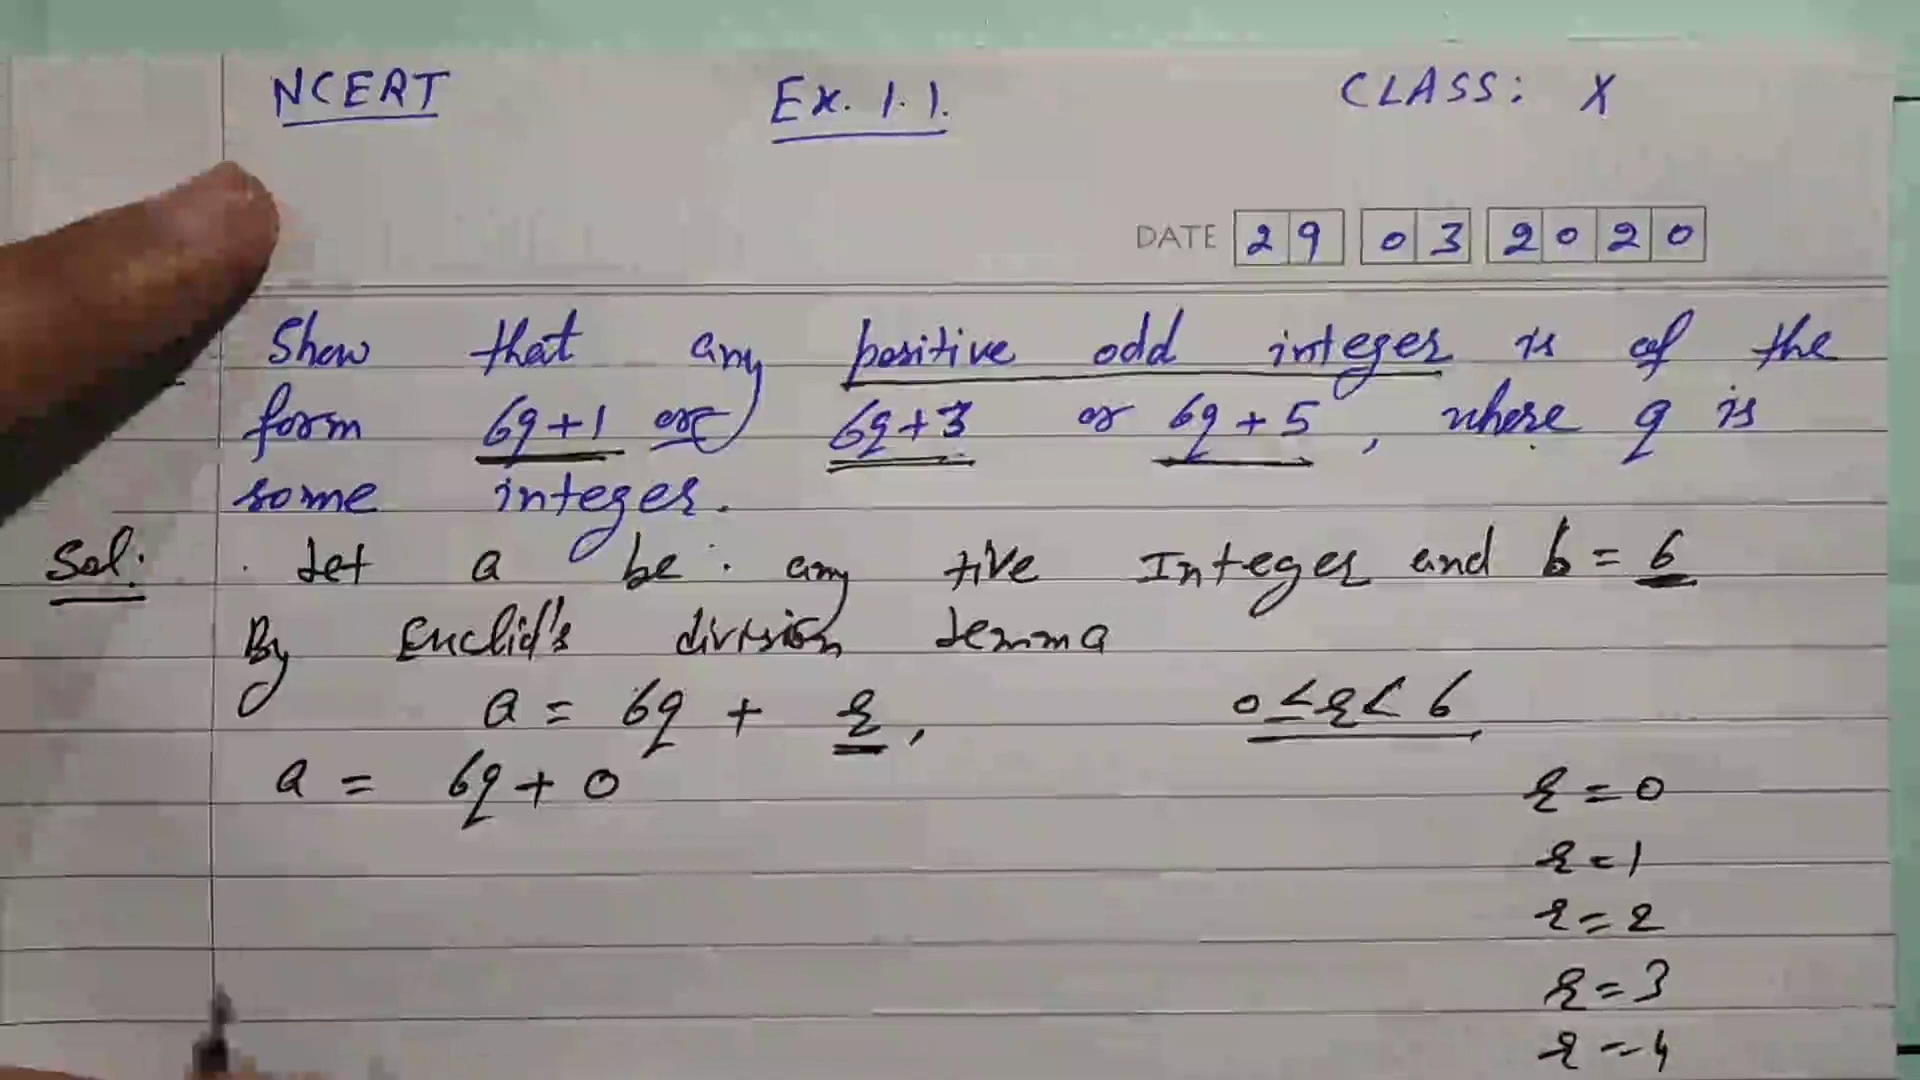 NCERT Ex. 1.1. CLASS: X
DATE 29 03 2020
Show that any positive odd integer is of the
form 6q+1 or 6q+3 or 6q+5, where q is
some integer.
Sol: Let a be any +ive Integer and b = 6
By Euclid's division Lemma
a = 6q + r, 0≤r<6
a = 6q + 0
r = 0
r = 1
r = 2
r = 3
r = 4